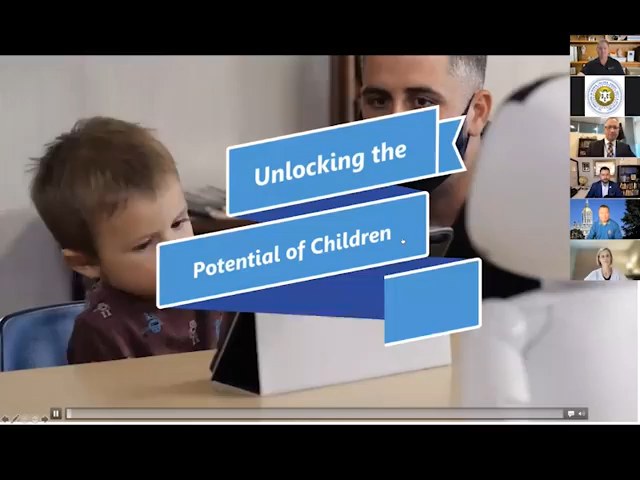 Unlocking the
Potential of Children